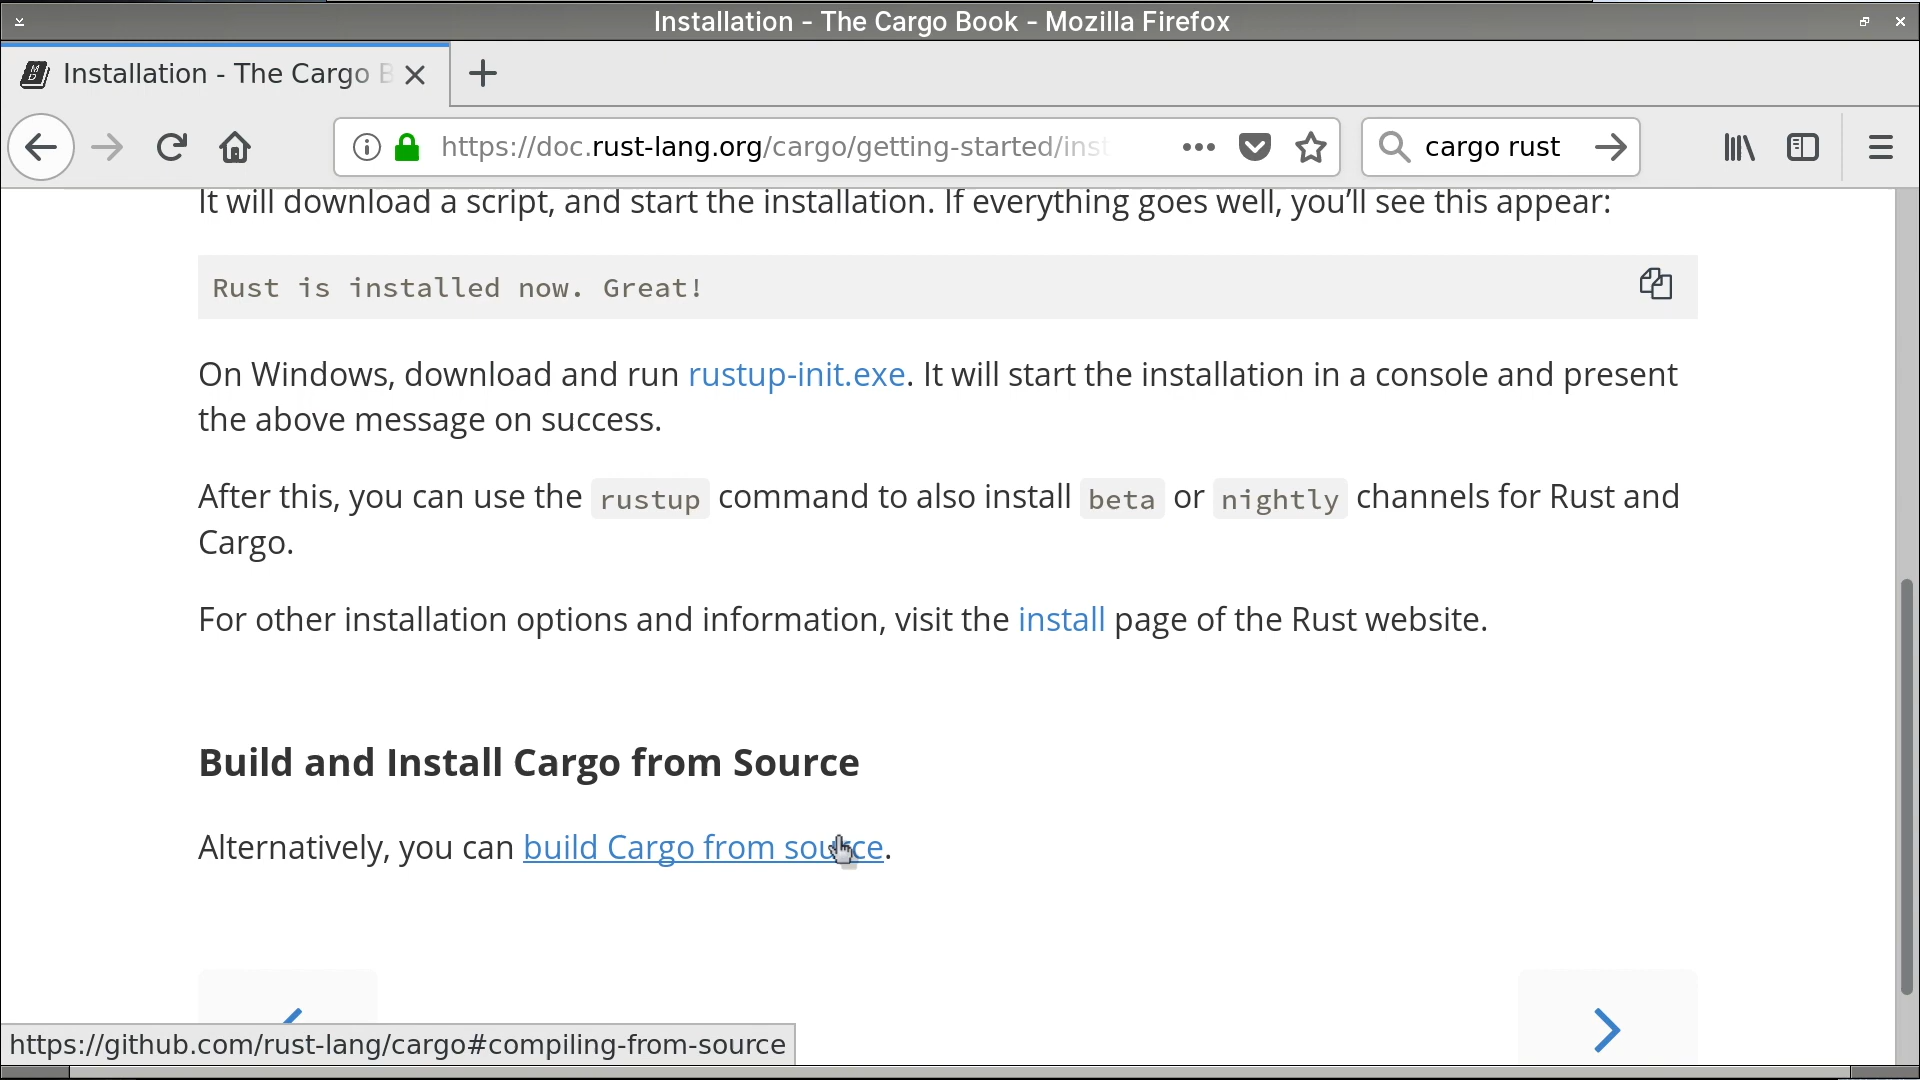 Installation - The Cargo Book - Mozilla Firefox
Installation - The Cargo B
https://doc.rust-lang.org/cargo/getting-started/inst
cargo rust
It will download a script, and start the installation. If everything goes well, you’ll see this appear:
Rust is installed now. Great!
On Windows, download and run rustup-init.exe. It will start the installation in a console and present
the above message on success.
After this, you can use the rustup command to also install beta or nightly channels for Rust and
Cargo.
For other installation options and information, visit the install page of the Rust website.
Build and Install Cargo from Source
Alternatively, you can build Cargo from source.
https://github.com/rust-lang/cargo#compiling-from-source